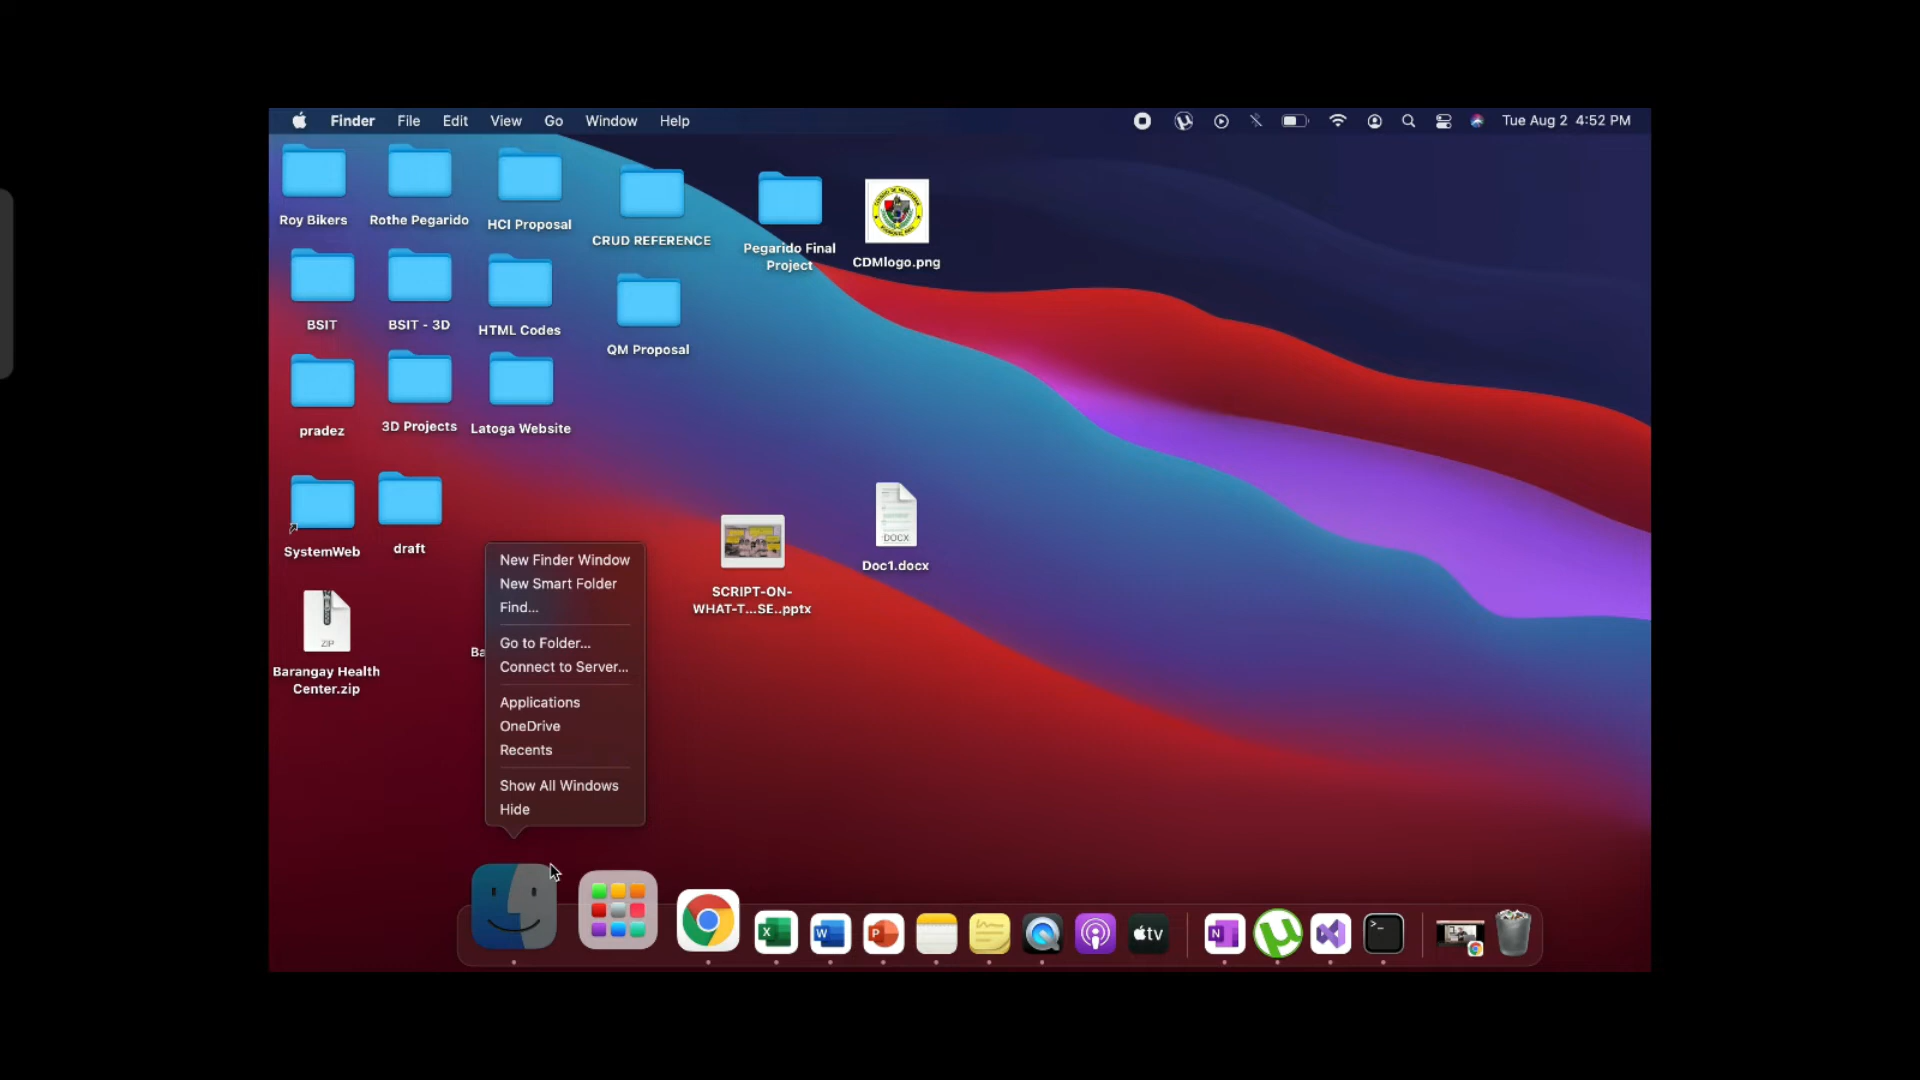 Finder File Edit View Go Window Help Tue Aug 2 4:52 PM
Roy Bikers
Rothe Pegarido
HCI Proposal
CRUD REFERENCE
Pegarido Final
Project
CDMlogo.png
BSIT
BSIT - 3D
HTML Codes
QM Proposal
pradez
3D Projects
Latoga Website
SystemWeb
draft
SCRIPT-ON-
WHAT-T...SE..pptx
DOCX
Doc1.docx
ZIP
Barangay Health
Center.zip
Ba
New Finder Window
New Smart Folder
Find...
Go to Folder...
Connect to Server...
Applications
OneDrive
Recents
Show All Windows
Hide
X
W
P
tv
N
>_